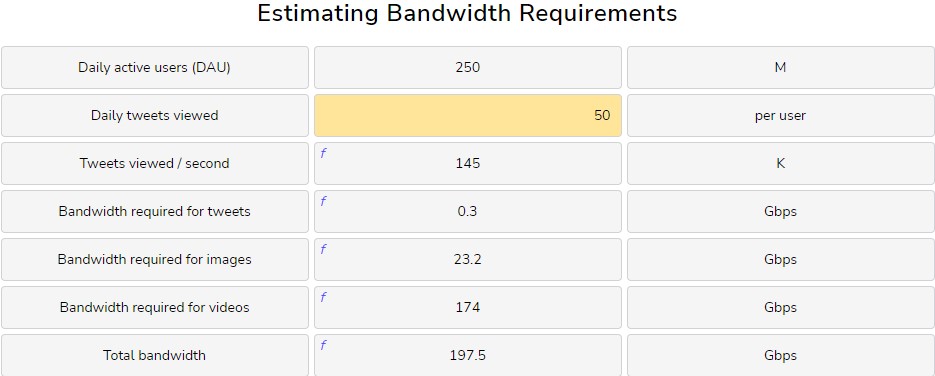 Estimating Bandwidth Requirements
Daily active users (DAU) 250 M
Daily tweets viewed 50 per user
Tweets viewed / second f 145 K
Bandwidth required for tweets f 0.3 Gbps
Bandwidth required for images f 23.2 Gbps
Bandwidth required for videos f 174 Gbps
Total bandwidth f 197.5 Gbps